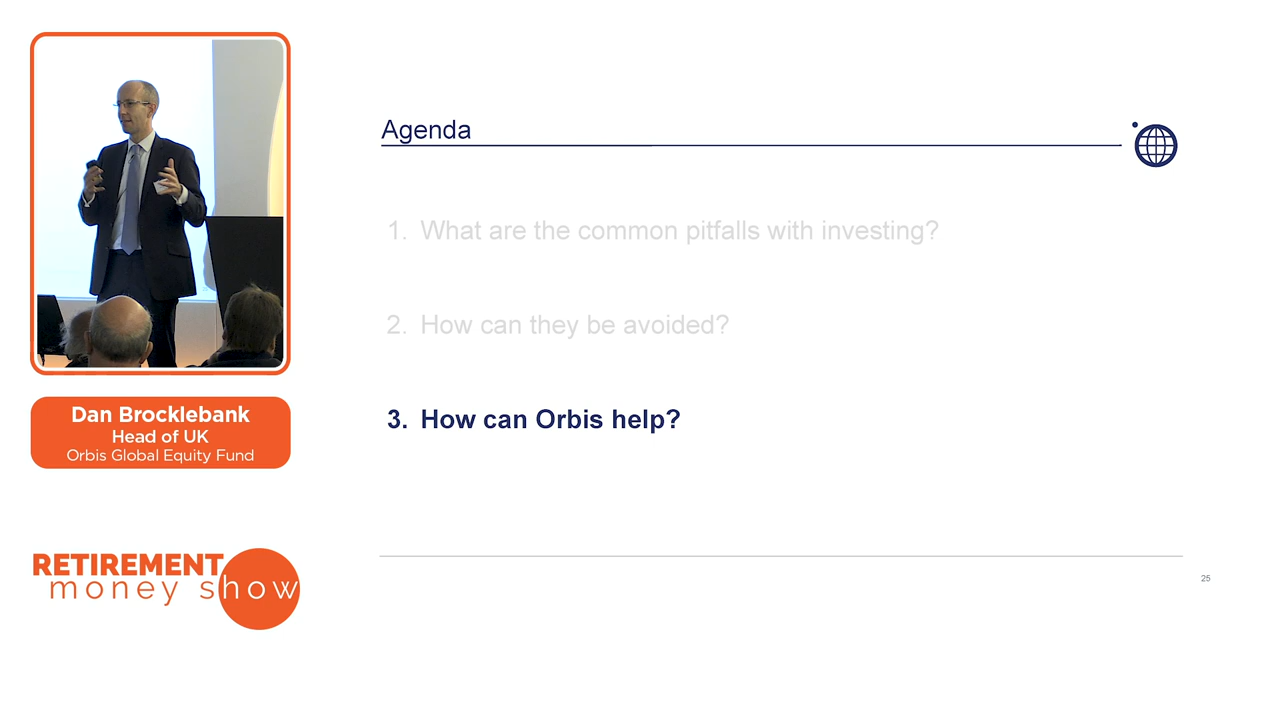 Agenda
1. What are the common pitfalls with investing?
2. How can they be avoided?
3. How can Orbis help?
Dan Brocklebank
Head of UK
Orbis Global Equity Fund
RETIREMENT
money show
25